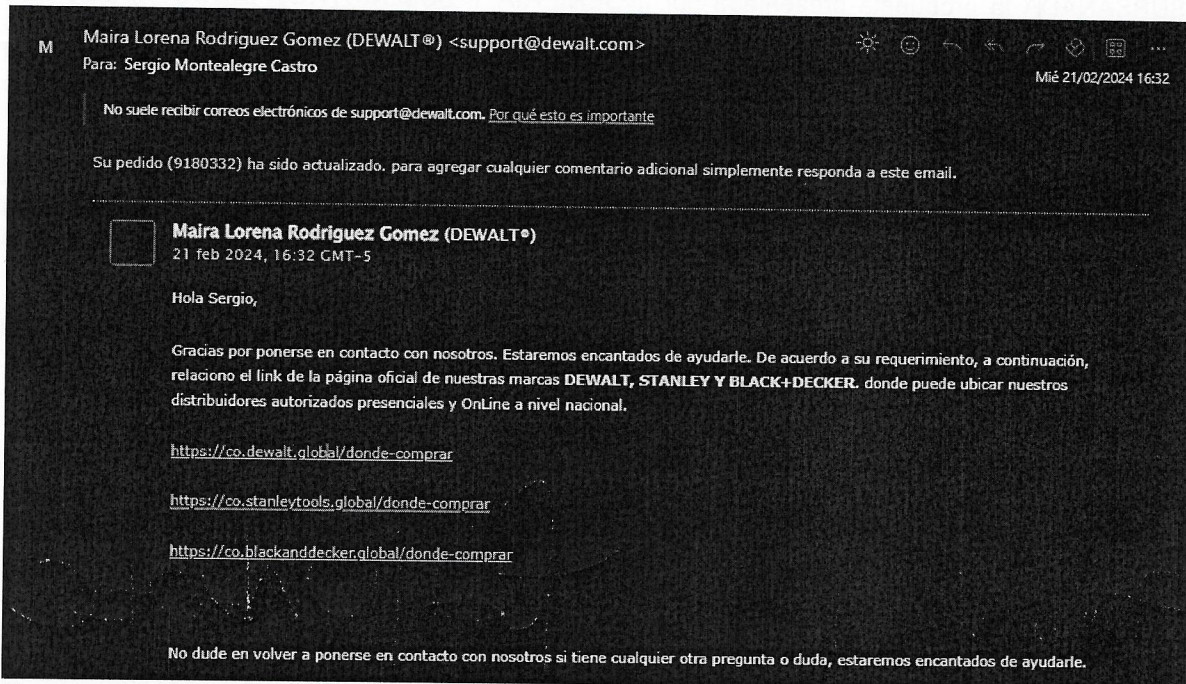 M
Maira Lorena Rodriguez Gomez (DEWALT®) <support@dewalt.com>
Para: Sergio Montealegre Castro
Mié 21/02/2024 16:32
No suele recibir correos electrónicos de support@dewalt.com. Por qué esto es importante
Su pedido (9180332) ha sido actualizado. para agregar cualquier comentario adicional simplemente responda a este email.
Maira Lorena Rodriguez Gomez (DEWALT®)
21 feb 2024, 16:32 GMT-5
Hola Sergio,
Gracias por ponerse en contacto con nosotros. Estaremos encantados de ayudarle. De acuerdo a su requerimiento, a continuación,
relaciono el link de la página oficial de nuestras marcas DEWALT, STANLEY Y BLACK+DECKER. donde puede ubicar nuestros
distribuidores autorizados presenciales y OnLine a nivel nacional.
https://co.dewalt.global/donde-comprar
https://co.stanleytools.global/donde-comprar
https://co.blackanddecker.global/donde-comprar
No dude en volver a ponerse en contacto con nosotros si tiene cualquier otra pregunta o duda, estaremos encantados de ayudarle.